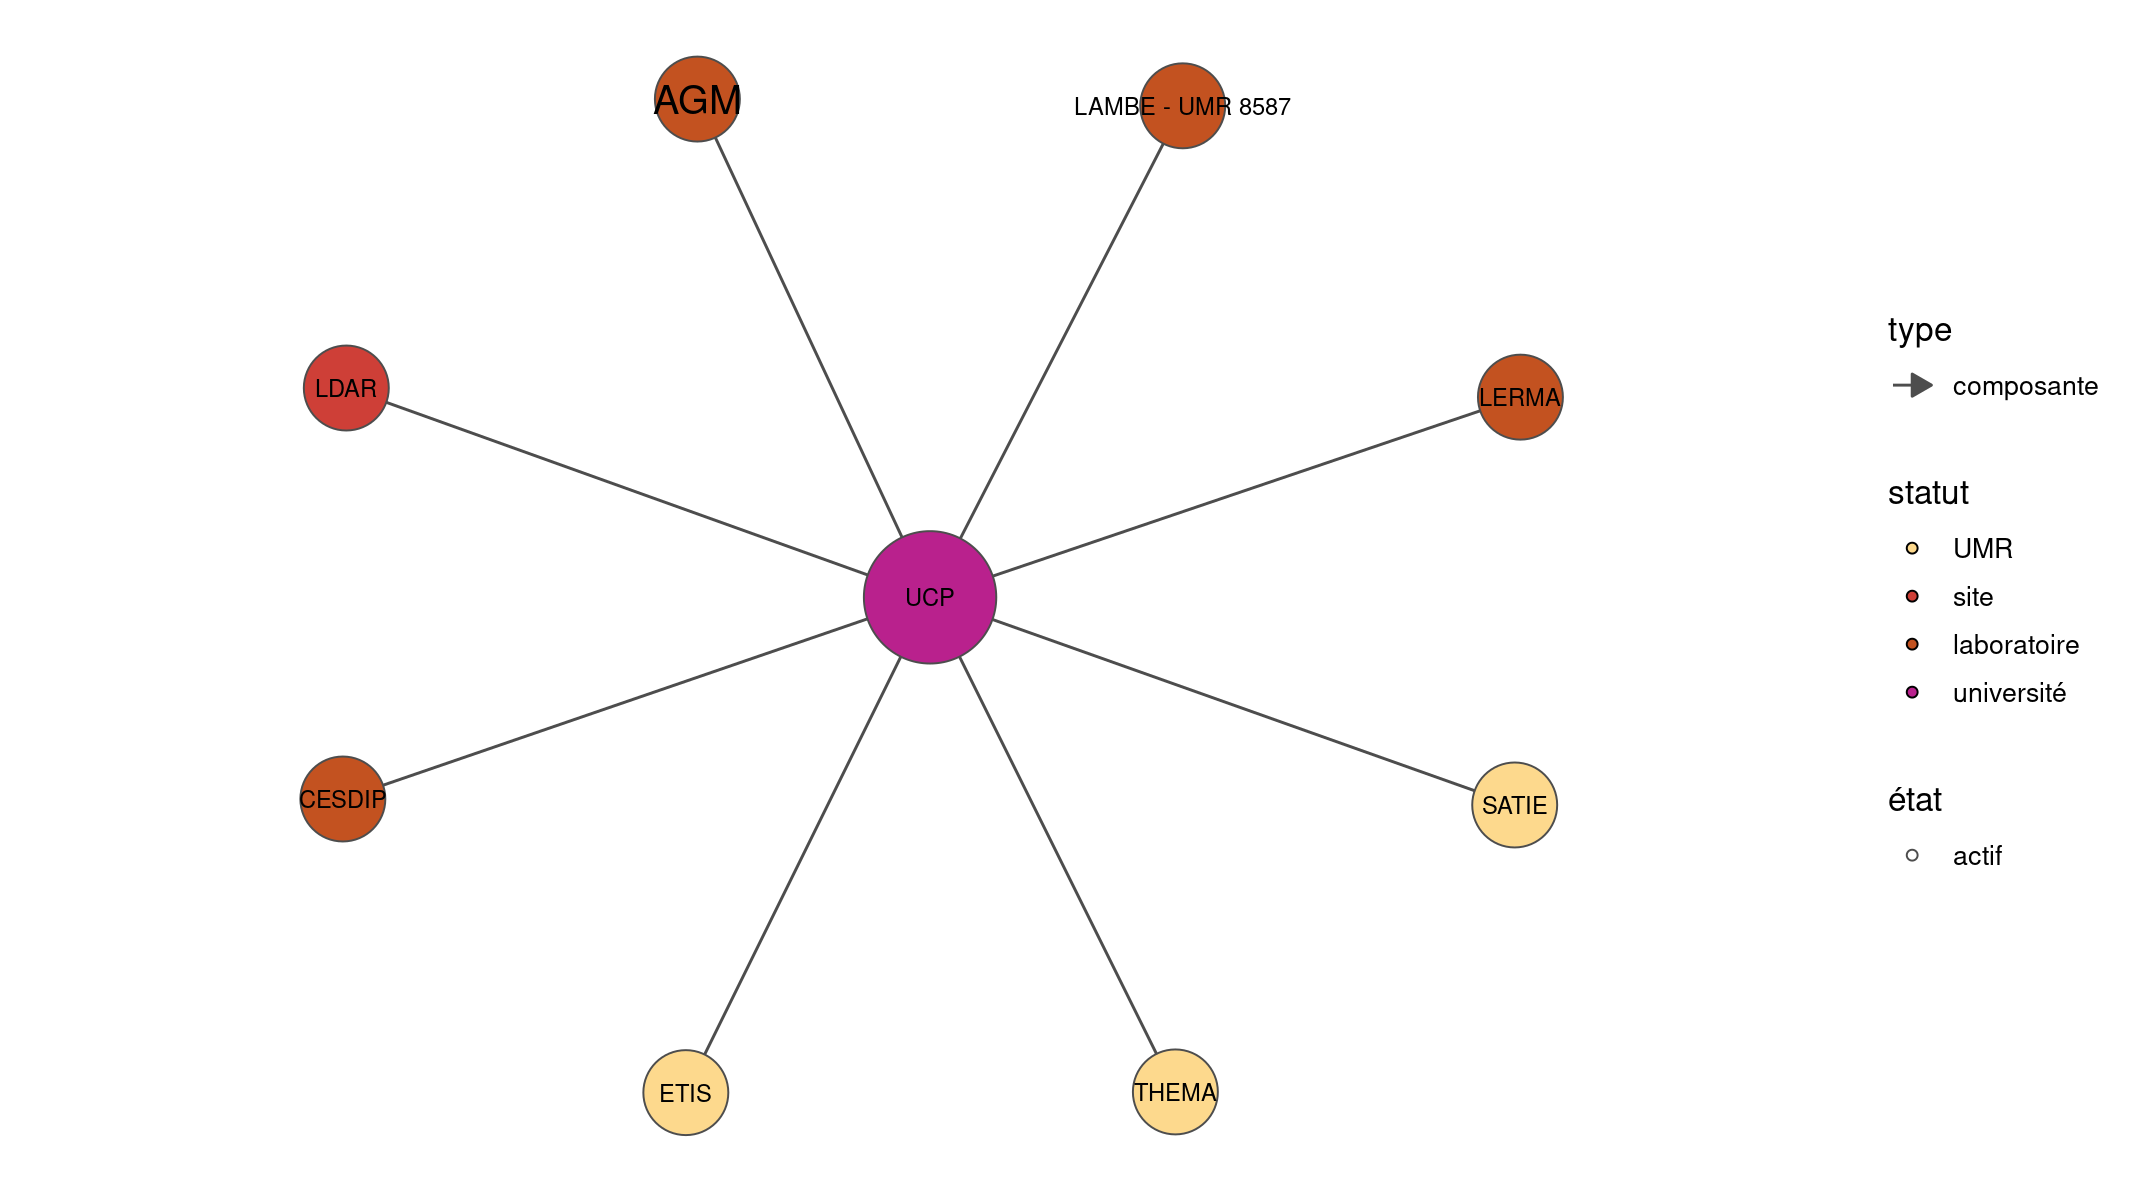 AGM
LAMBE - UMR 8587
LDAR
LERMA
UCP
CESDIP
SATIE
ETIS
THEMA
type
composante
statut
UMR
site
laboratoire
université
état
actif